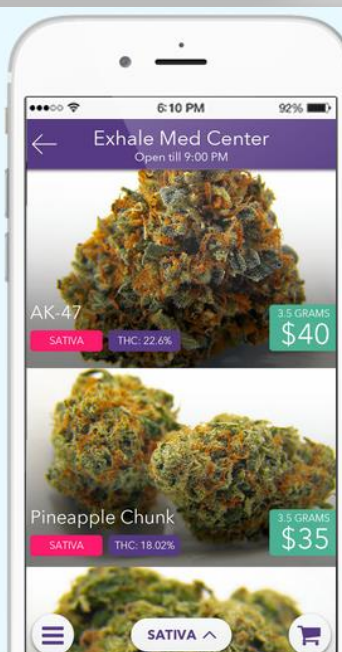 6:10 PM
92%
Exhale Med Center
Open till 9:00 PM
AK-47
SATIVA
THC: 22.6%
3.5 GRAMS
$40
Pineapple Chunk
SATIVA
THC: 18.02%
3.5 GRAMS
$35
SATIVA